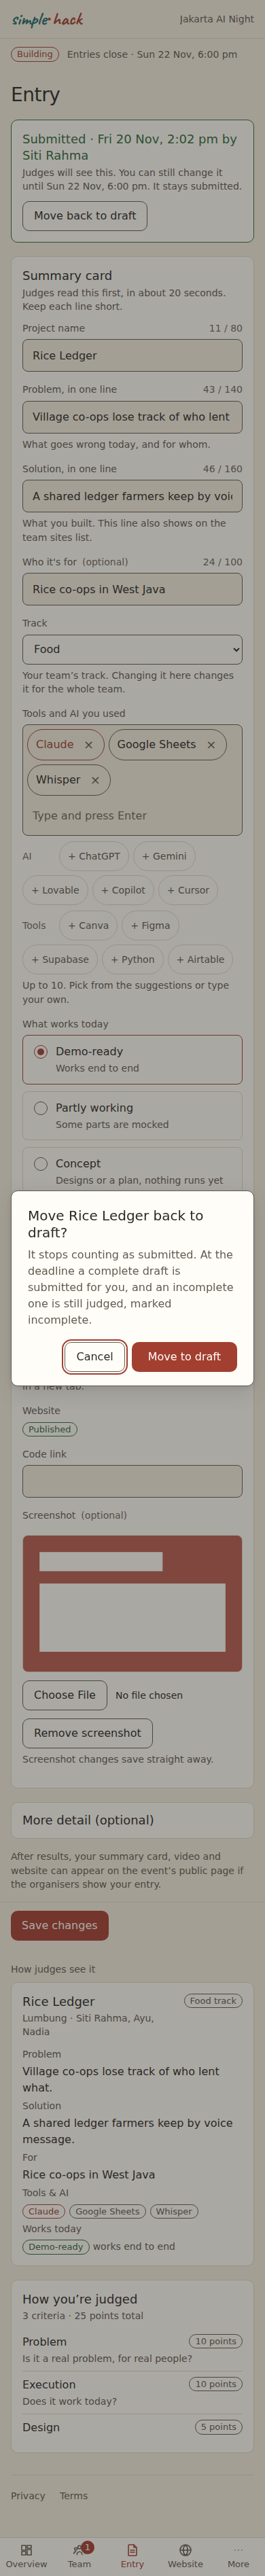 simple hack
Jakarta AI Night
Building
Entries close · Sun 22 Nov, 6:00 pm
Entry
Submitted · Fri 20 Nov, 2:02 pm by
Siti Rahma
Judges will see this. You can still change it
until Sun 22 Nov, 6:00 pm. It stays submitted.
Move back to draft
Summary card
Judges read this first, in about 20 seconds.
Keep each line short.
Project name
11 / 80
Rice Ledger
Problem, in one line
43 / 140
Village co-ops lose track of who lent
What goes wrong today, and for whom.
Solution, in one line
46 / 160
A shared ledger farmers keep by voi
What you built. This line also shows on the
team sites list.
Who it's for (optional)
24 / 100
Rice co-ops in West Java
Track
Food
Your team's track. Changing it here changes
it for the whole team.
Tools and AI you used
Claude ×
Google Sheets ×
Whisper ×
Type and press Enter
AI
+ ChatGPT
+ Gemini
+ Lovable
+ Copilot
+ Cursor
Tools
+ Canva
+ Figma
+ Supabase
+ Python
+ Airtable
Up to 10. Pick from the suggestions or type
your own.
What works today
Demo-ready
Works end to end
Partly working
Some parts are mocked
Concept
Designs or a plan, nothing runs yet
Move Rice Ledger back to
draft?
It stops counting as submitted. At the
deadline a complete draft is
submitted for you, and an incomplete
one is still judged, marked
incomplete.
Cancel
Move to draft
in a new tab.
Website
Published
Code link
Screenshot (optional)
Choose File
No file chosen
Remove screenshot
Screenshot changes save straight away.
More detail (optional)
After results, your summary card, video and
website can appear on the event's public page if
the organisers show your entry.
Save changes
How judges see it
Rice Ledger
Food track
Lumbung · Siti Rahma, Ayu,
Nadia
Problem
Village co-ops lose track of who lent
what.
Solution
A shared ledger farmers keep by voice
message.
For
Rice co-ops in West Java
Tools & AI
Claude
Google Sheets
Whisper
Works today
Demo-ready works end to end
How you're judged
3 criteria · 25 points total
Problem
10 points
Is it a real problem, for real people?
Execution
10 points
Does it work today?
Design
5 points
Privacy
Terms
1
Overview
Team
Entry
Website
More